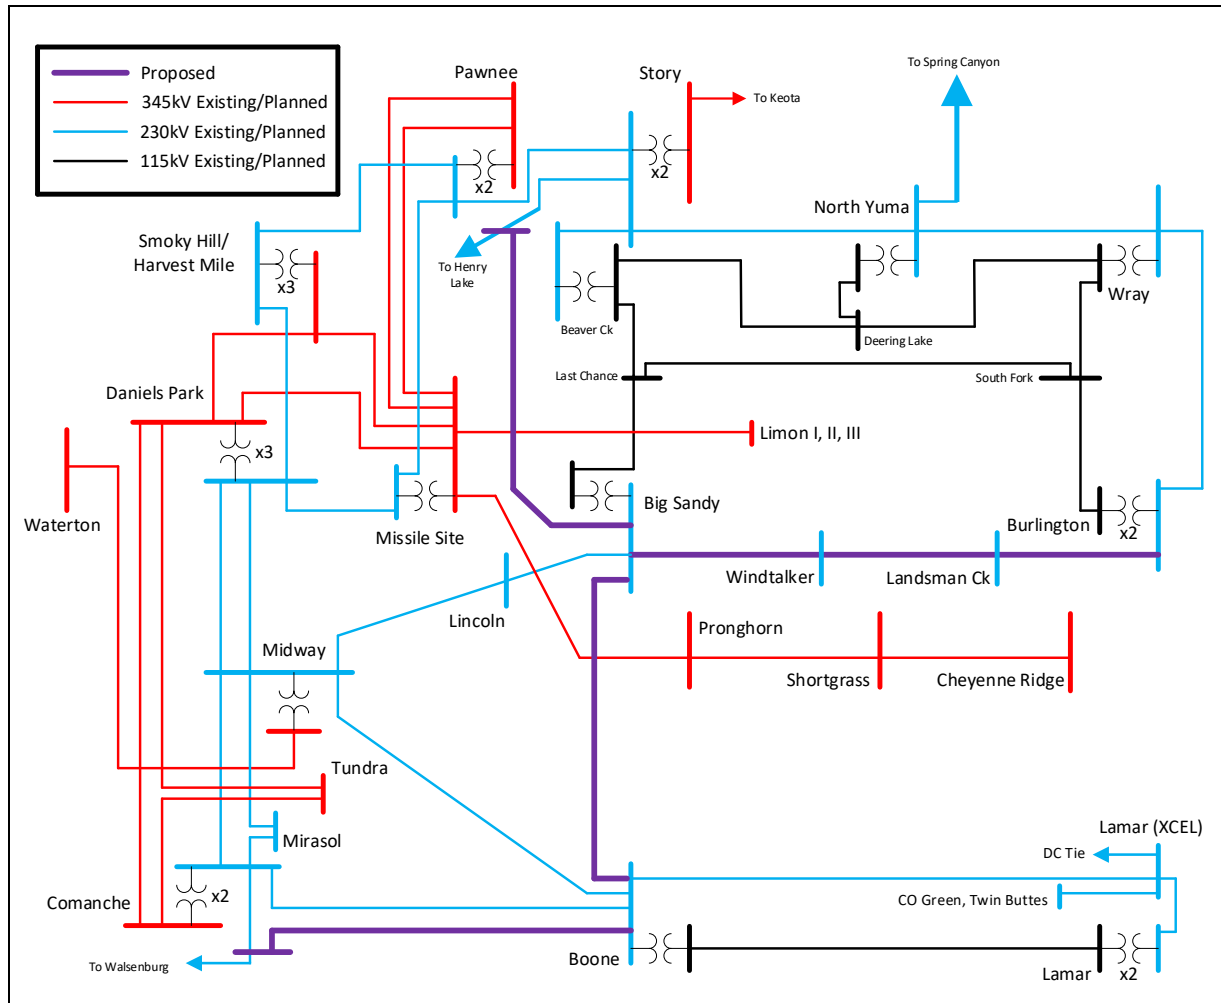 Proposed
345kV Existing/Planned
230kV Existing/Planned
115kV Existing/Planned
Pawnee
x2
Story
x2
To Keota
To Spring Canyon
North Yuma
Smoky Hill/
Harvest Mile
x3
To Henry
Lake
Beaver Ck
Deering Lake
Wray
Last Chance
South Fork
Daniels Park
x3
Limon I, II, III
Waterton
Missile Site
Big Sandy
Burlington
x2
Windtalker
Landsman Ck
Lincoln
Midway
Pronghorn
Shortgrass
Cheyenne Ridge
Tundra
Mirasol
Comanche
x2
To Walsenburg
Boone
Lamar (XCEL)
DC Tie
CO Green, Twin Buttes
Lamar
x2